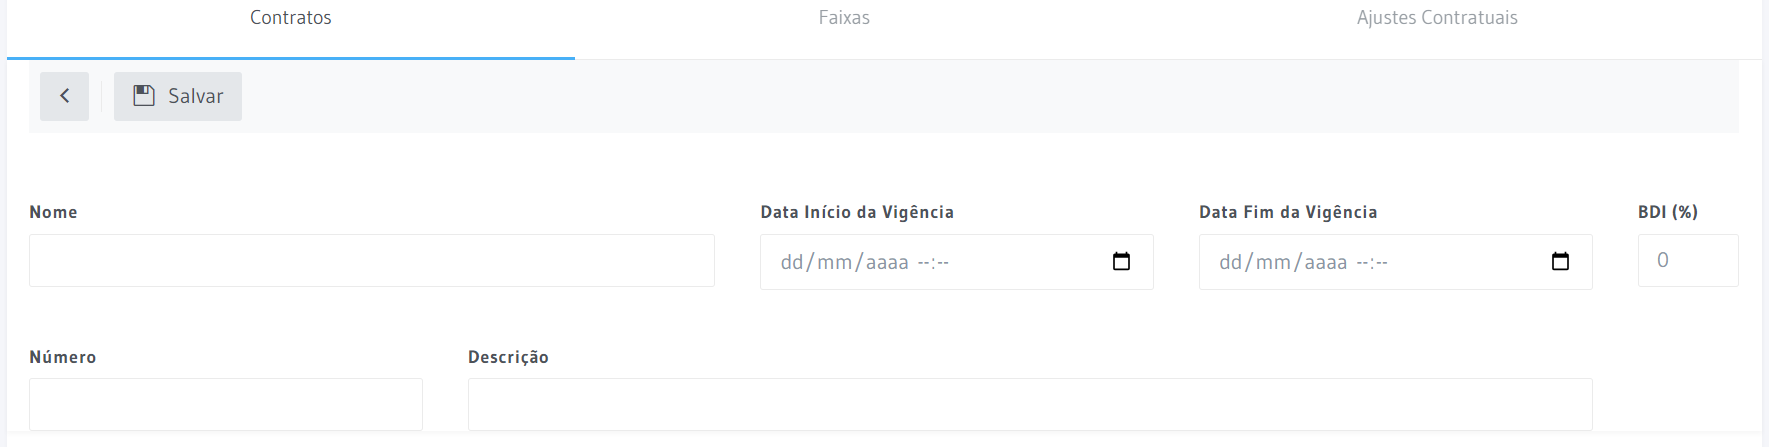 Contratos Faixas Ajustes Contratuais
Salvar
Nome Data Início da Vigência Data Fim da Vigência BDI (%)
dd/mm/aaaa --:-- dd/mm/aaaa --:-- 0
Número Descrição